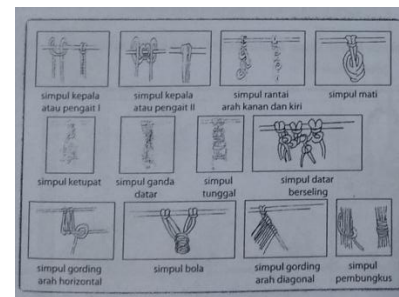 simpul kepala
atau pengait I
simpul kepala
atau pengait II
simpul rantai
arah kanan dan kiri
simpul mati
simpul ketupat
simpul ganda
datar
simpul
tunggal
simpul datar
berseling
simpul gording
arah horizontal
simpul bola
simpul gording
arah diagonal
simpul
pembungkus